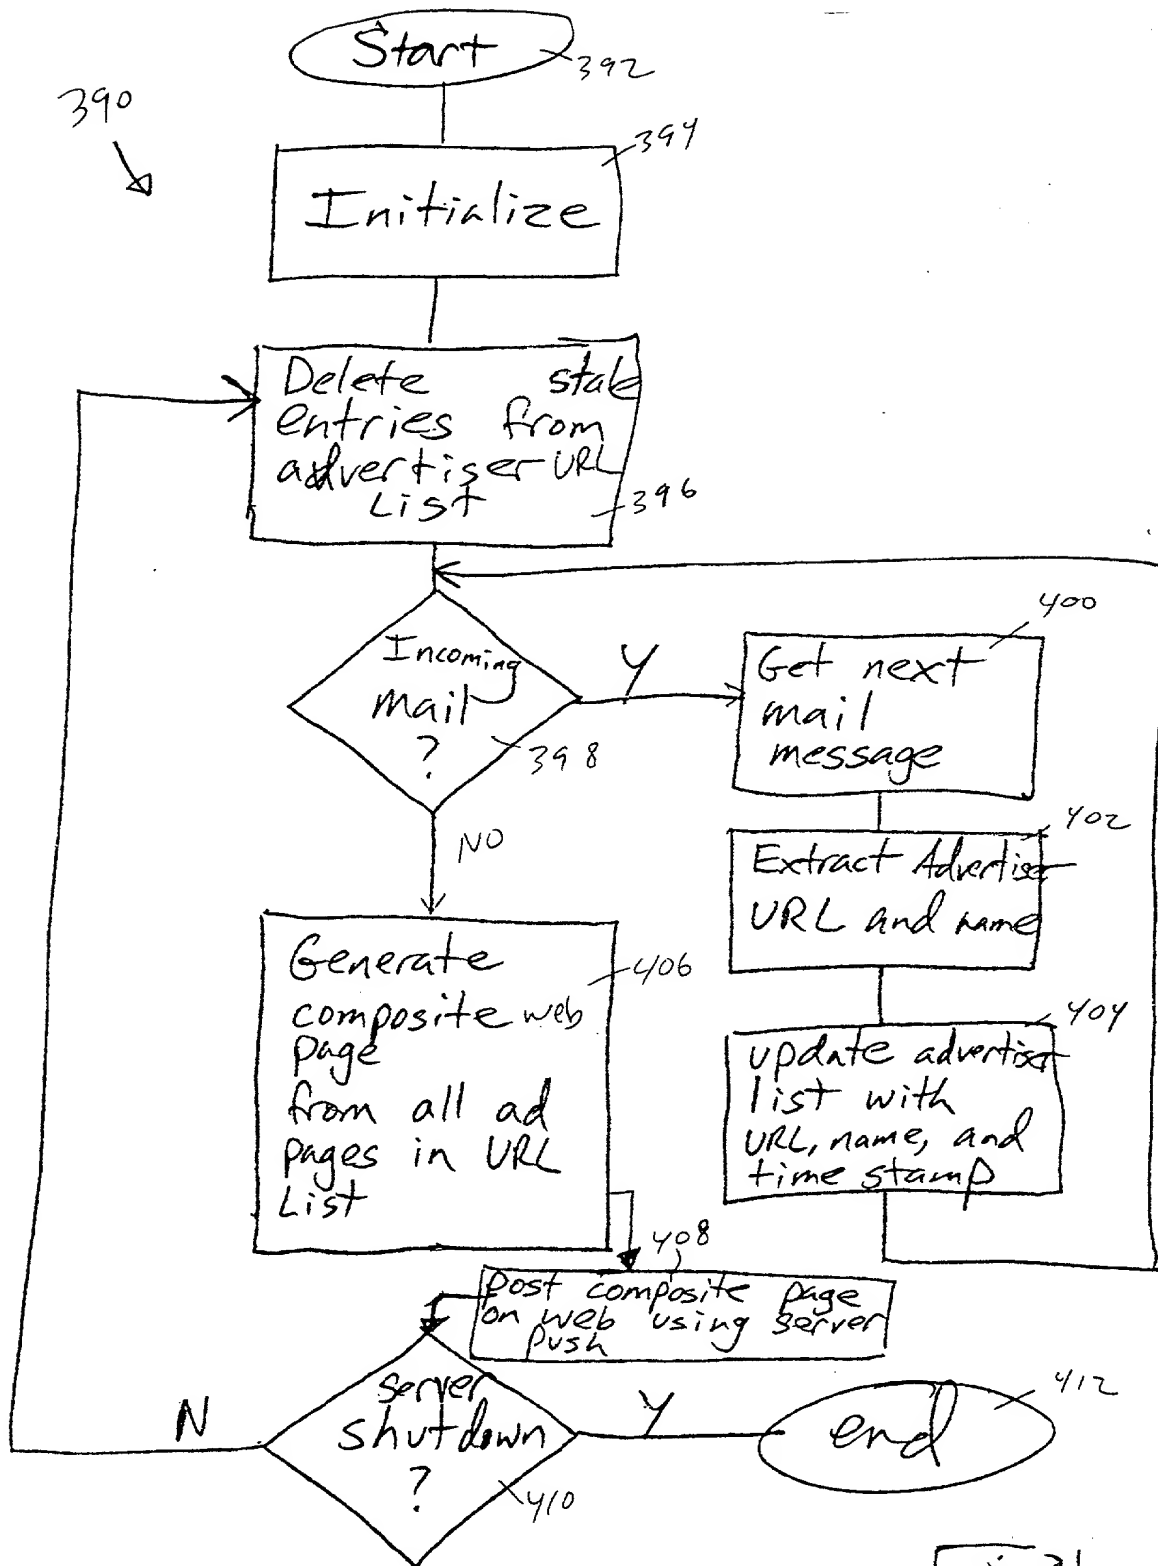 Start
392
390
394
Initialize
Delete stale
entries from
advertiser URL
List
396
Incoming
mail
?
398
Y
400
Get next
mail
message
402
Extract Advertiser
URL and name
404
update advertiser
list with
URL, name, and
time stamp
NO
Generate
composite web
page
from all ad
pages in URL
List
406
408
post composite page
on web using server
push
server
shutdown
?
410
N
Y
end
412